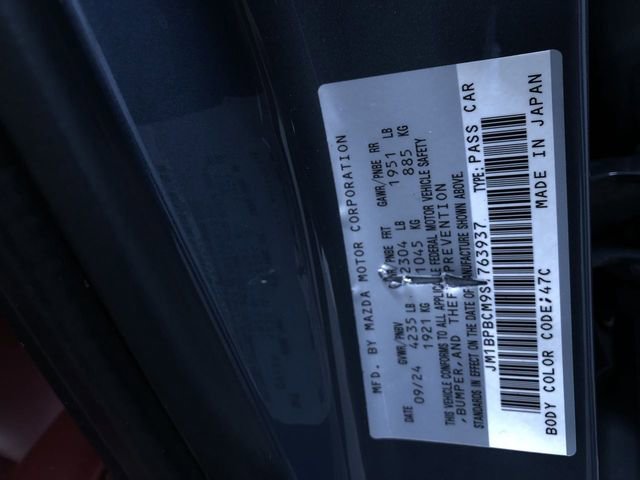 MFD. BY MAZDA MOTOR CORPORATION
DATE GVWR/PNBV GAWR/PNBE FRT GAWR/PNBE RR
09/24 4235 LB 2304 LB 1951 LB
1921 KG 1045 KG 885 KG
THIS VEHICLE CONFORMS TO ALL APPLICABLE FEDERAL MOTOR VEHICLE SAFETY
,BUMPER,AND THEFT PREVENTION
STANDARDS IN EFFECT ON THE DATE OF MANUFACTURE SHOWN ABOVE.
JM1BPBCM9S1763937 TYPE:PASS CAR
BODY COLOR CODE;47C MADE IN JAPAN